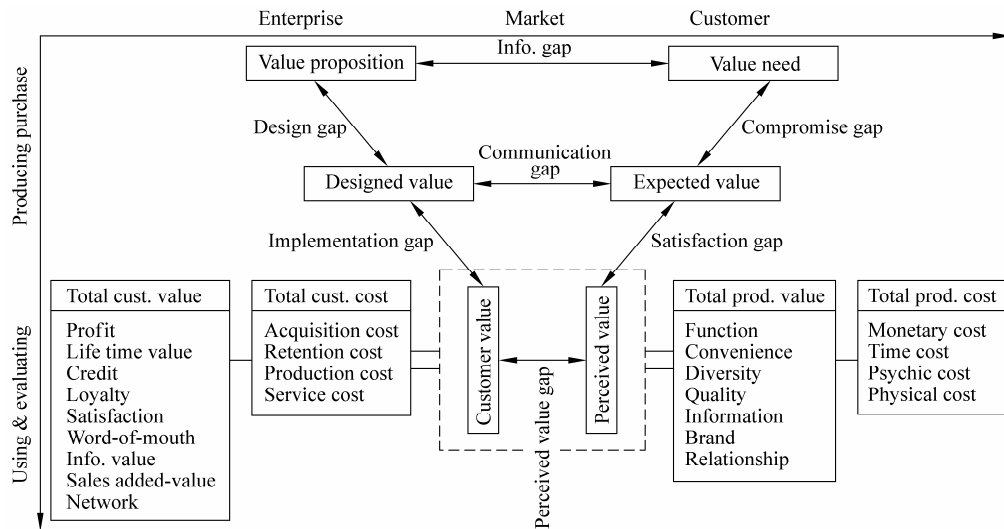 Enterprise Market Customer
Info. gap
Value proposition
Value need
Producing purchase
Design gap
Compromise gap
Communication
gap
Designed value
Expected value
Implementation gap
Satisfaction gap
Using & evaluating
Total cust. value
Profit
Life time value
Credit
Loyalty
Satisfaction
Word-of-mouth
Info. value
Sales added-value
Network
Total cust. cost
Acquisition cost
Retention cost
Production cost
Service cost
Customer value
Perceived value gap
Perceived value
Total prod. value
Function
Convenience
Diversity
Quality
Information
Brand
Relationship
Total prod. cost
Monetary cost
Time cost
Psychic cost
Physical cost